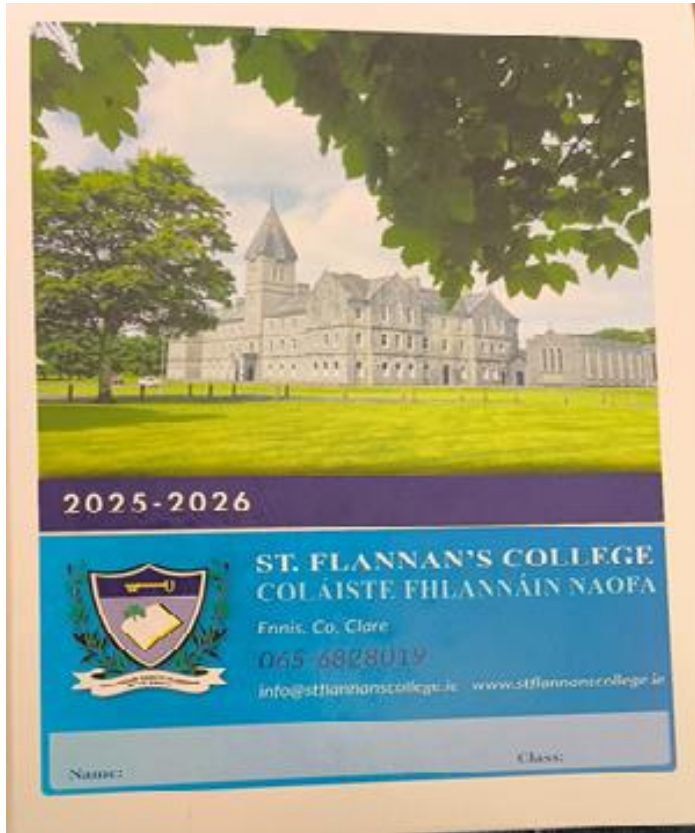 2025-2026
ST. FLANNAN'S COLLEGE
COLÁISTE FHLANNÁIN NAOFA
Ennis. Co. Clare
065 6828019
info@stflannanscollege.ie www.stflannanscollege.ie
Class:
Name: